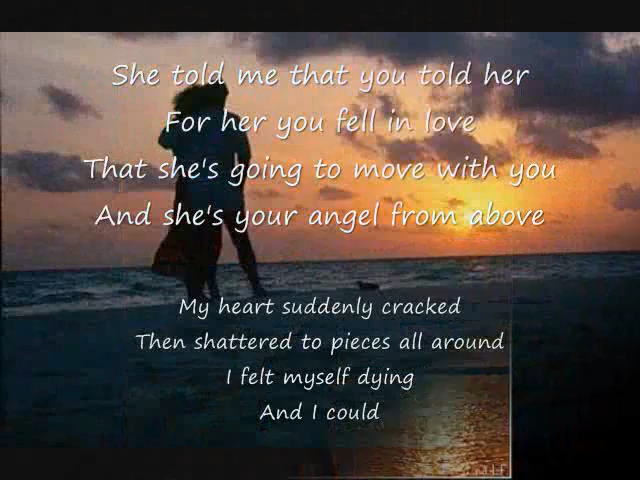 She told me that you told her
For her you fell in love
That she's going to move with you
And she's your angel from above
My heart suddenly cracked
Then shattered to pieces all around
I felt myself dying
And I could